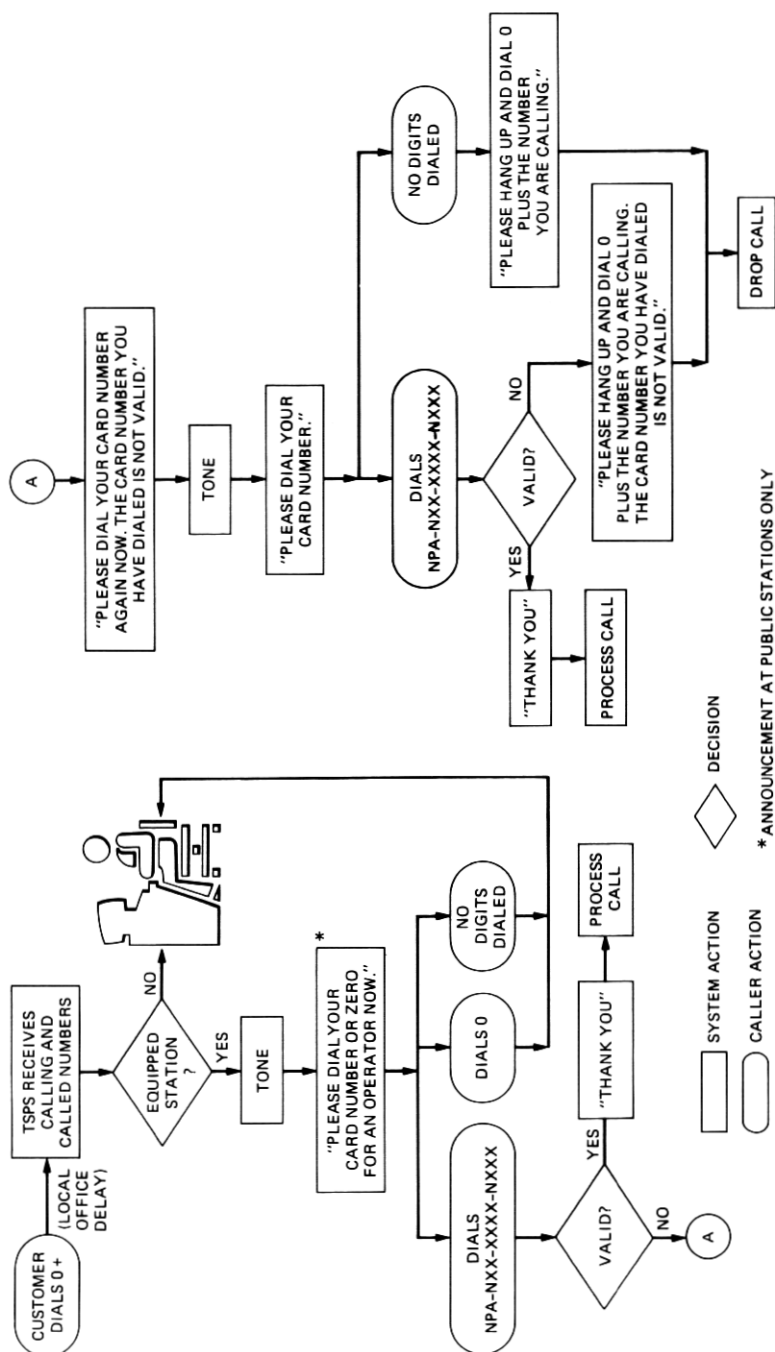 CUSTOMER
DIALS 0 +
(LOCAL
OFFICE
DELAY)
TSPS RECEIVES
CALLING AND
CALLED NUMBERS
EQUIPPED
STATION
?
NO
YES
TONE
"PLEASE DIAL YOUR
CARD NUMBER OR ZERO
FOR AN OPERATOR NOW."
*
DIALS
NPA-NXX-XXXX-NXXX
DIALS 0
NO
DIGITS
DIALED
VALID?
YES
"THANK YOU"
PROCESS
CALL
NO
A
A
"PLEASE DIAL YOUR CARD NUMBER
AGAIN NOW. THE CARD NUMBER YOU
HAVE DIALED IS NOT VALID."
TONE
"PLEASE DIAL YOUR
CARD NUMBER."
DIALS
NPA-NXX-XXXX-NXXX
NO DIGITS
DIALED
VALID?
YES
"THANK YOU"
PROCESS CALL
NO
"PLEASE HANG UP AND DIAL 0
PLUS THE NUMBER YOU ARE CALLING.
THE CARD NUMBER YOU HAVE DIALED
IS NOT VALID."
"PLEASE HANG UP AND DIAL 0
PLUS THE NUMBER
YOU ARE CALLING."
DROP CALL
SYSTEM ACTION
CALLER ACTION
DECISION
* ANNOUNCEMENT AT PUBLIC STATIONS ONLY